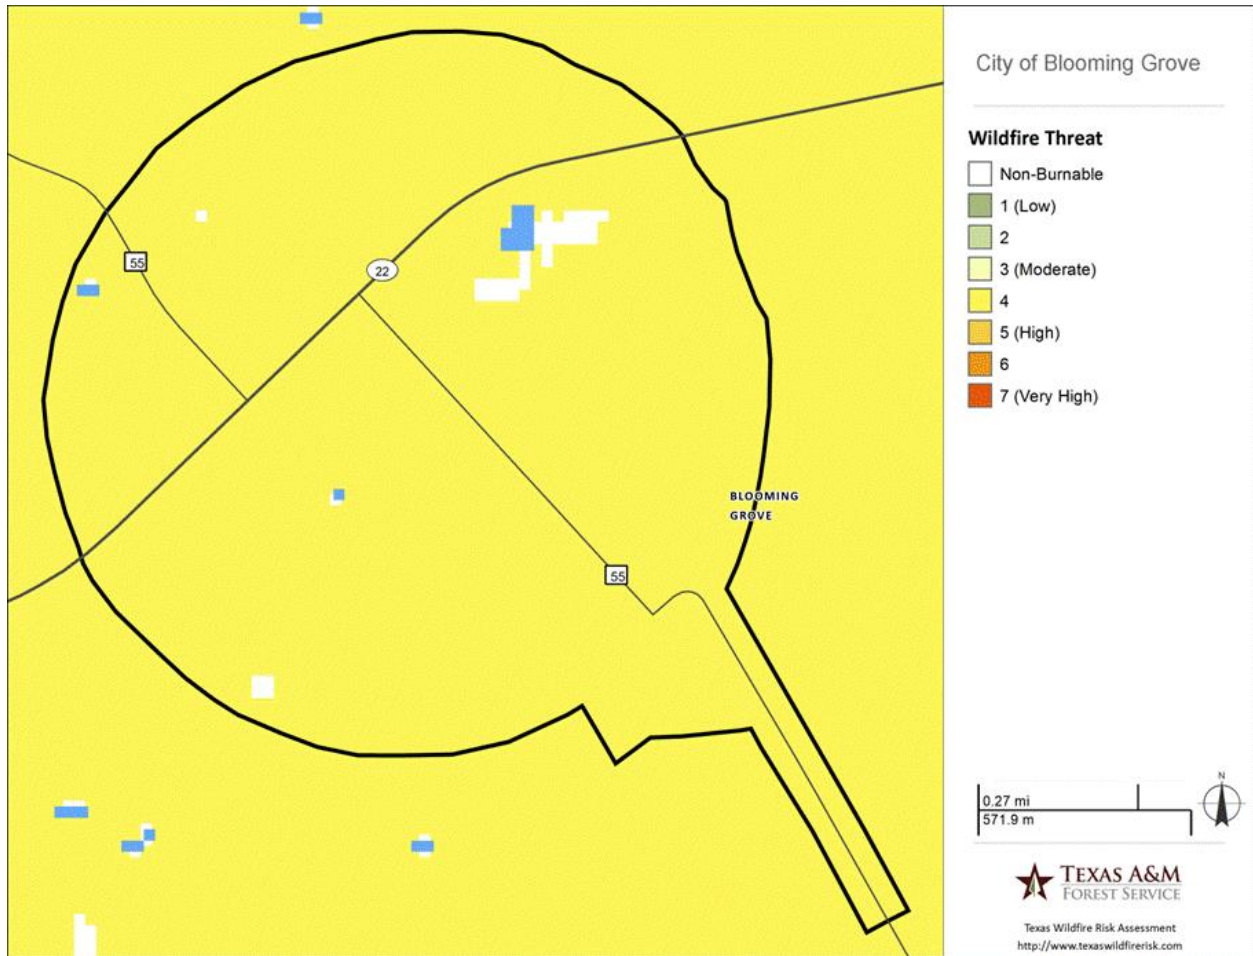 City of Blooming Grove
Wildfire Threat
Non-Burnable
1 (Low)
2
3 (Moderate)
4
5 (High)
6
7 (Very High)
55
22
BLOOMING
GROVE
55
N
0.27 mi
571.9 m
TEXAS A&M
FOREST SERVICE
Texas Wildfire Risk Assessment
http://www.texaswildfirerisk.com